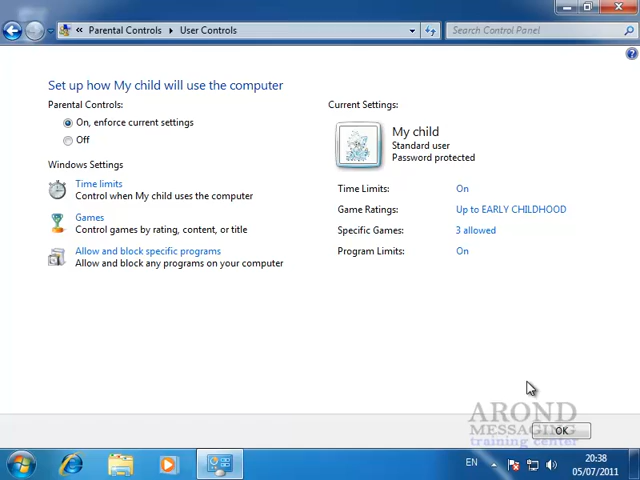 « Parental Controls ▸ User Controls
Search Control Panel
Set up how My child will use the computer
Parental Controls:
On, enforce current settings
Off
Windows Settings
Time limits
Control when My child uses the computer
Games
Control games by rating, content, or title
Allow and block specific programs
Allow and block any programs on your computer
Current Settings:
My child
Standard user
Password protected
Time Limits: On
Game Ratings: Up to EARLY CHILDHOOD
Specific Games: 3 allowed
Program Limits: On
AROND
MESSAGING
training center
OK
EN
20:38
05/07/2011